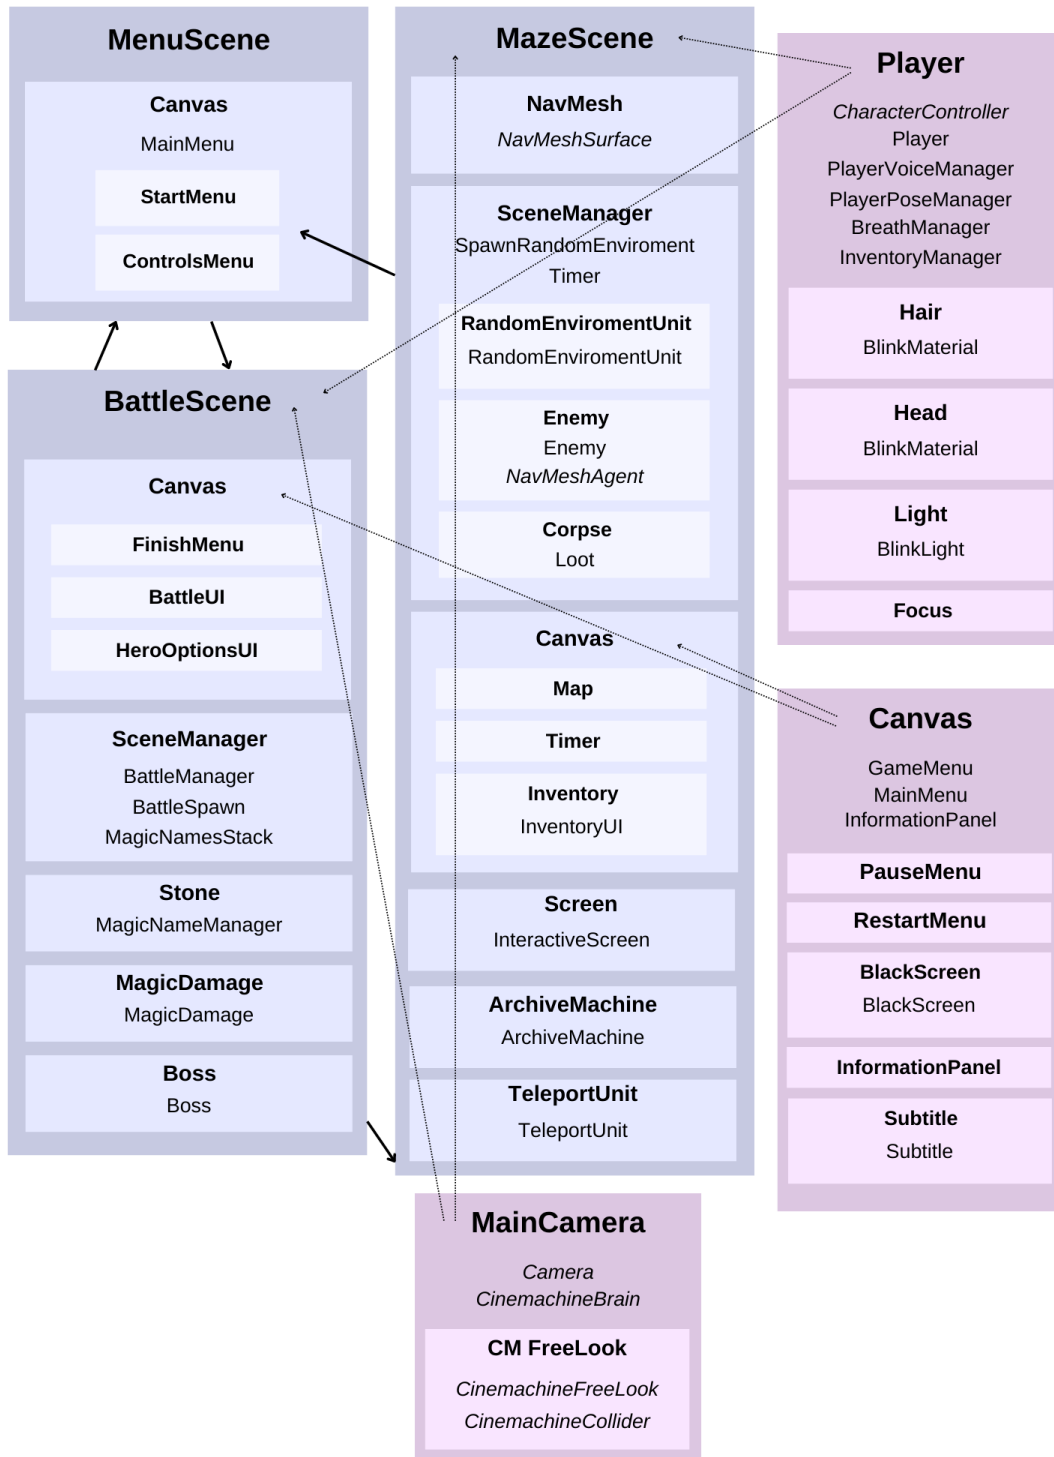 MenuScene
Canvas
MainMenu
StartMenu
ControlsMenu
BattleScene
Canvas
FinishMenu
BattleUI
HeroOptionsUI
SceneManager
BattleManager
BattleSpawn
MagicNamesStack
Stone
MagicNameManager
MagicDamage
MagicDamage
Boss
Boss
MazeScene
NavMesh
NavMeshSurface
SceneManager
SpawnRandomEnviroment
Timer
RandomEnviromentUnit
RandomEnviromentUnit
Enemy
Enemy
NavMeshAgent
Corpse
Loot
Canvas
Map
Timer
Inventory
InventoryUI
Screen
InteractiveScreen
ArchiveMachine
ArchiveMachine
TeleportUnit
TeleportUnit
MainCamera
Camera
CinemachineBrain
CM FreeLook
CinemachineFreeLook
CinemachineCollider
Player
CharacterController
Player
PlayerVoiceManager
PlayerPoseManager
BreathManager
InventoryManager
Hair
BlinkMaterial
Head
BlinkMaterial
Light
BlinkLight
Focus
Canvas
GameMenu
MainMenu
InformationPanel
PauseMenu
RestartMenu
BlackScreen
BlackScreen
InformationPanel
Subtitle
Subtitle